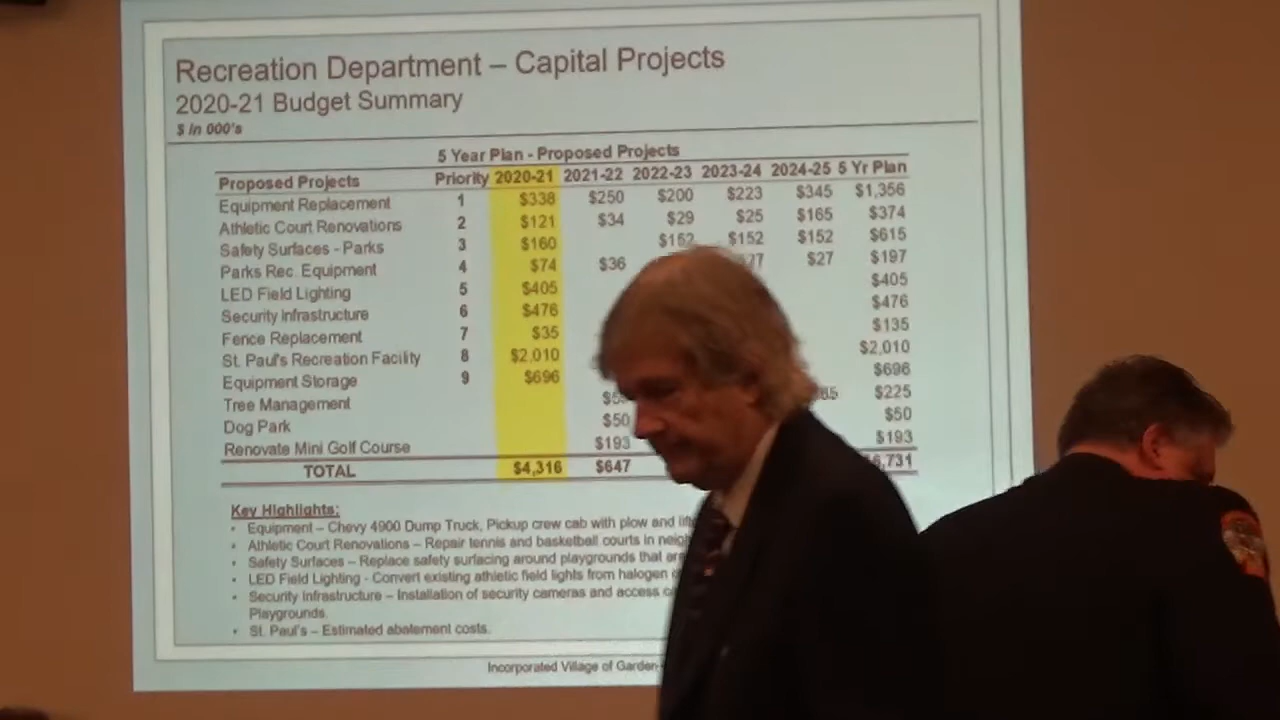 Recreation Department – Capital Projects
2020-21 Budget Summary
$ in 000's
5 Year Plan - Proposed Projects
Proposed Projects Priority 2020-21 2021-22 2022-23 2023-24 2024-25 5 Yr Plan
Equipment Replacement 1 $338 $250 $200 $223 $345 $1,356
Athletic Court Renovations 2 $121 $34 $29 $25 $165 $374
Safety Surfaces - Parks 3 $160 $152 $152 $152 $615
Parks Rec. Equipment 4 $74 $36 $27 $197
LED Field Lighting 5 $405 $405
Security Infrastructure 6 $476 $476
Fence Replacement 7 $35 $135
St. Paul's Recreation Facility 8 $2,010 $2,010
Equipment Storage 9 $696 $696
Tree Management $225
Dog Park $50 $50
Renovate Mini Golf Course $193 $193
TOTAL $4,316 $647
Key Highlights:
• Equipment – Chevy 4900 Dump Truck, Pickup crew cab with plow and
• Athletic Court Renovations – Repair tennis and basketball courts in
• Safety Surfaces – Replace safety surfacing around playgrounds that
• LED Field Lighting - Convert existing athletic field lights from halogen
• Security Infrastructure – Installation of security cameras and access
Playgrounds.
• St. Paul's – Estimated abatement costs.
Incorporated Village of Garden